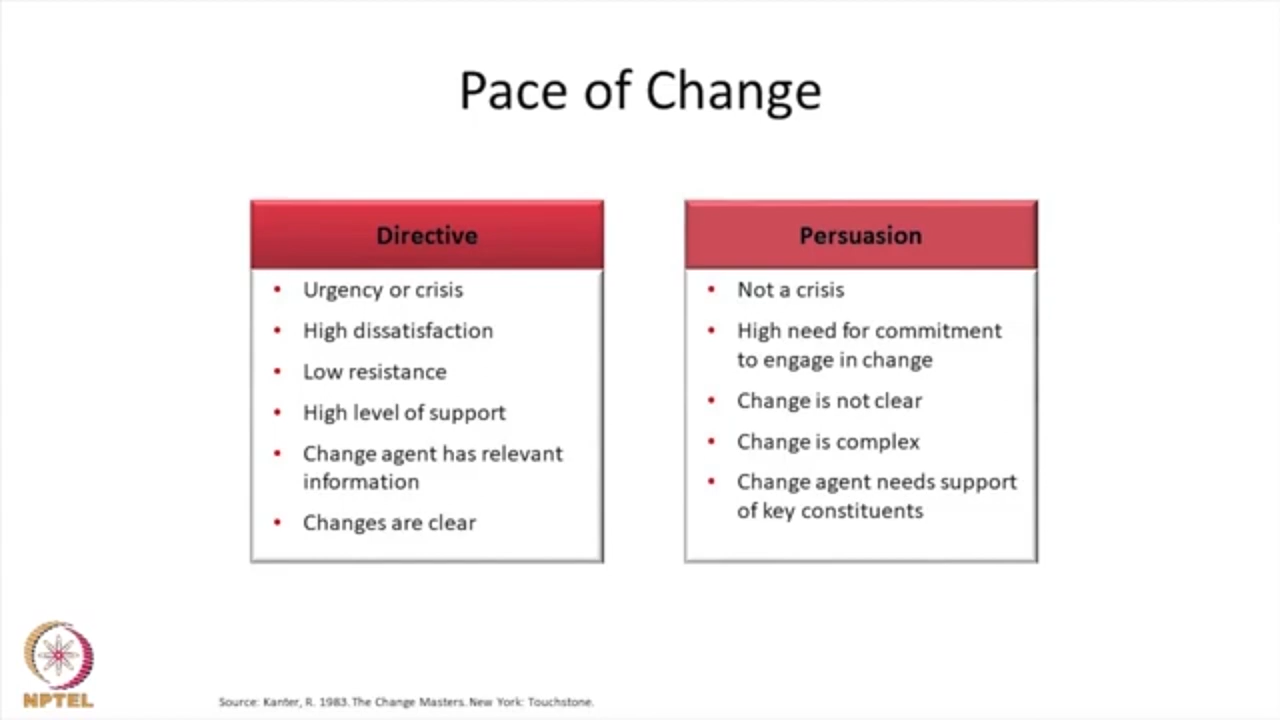 Pace of Change
Directive
• Urgency or crisis
• High dissatisfaction
• Low resistance
• High level of support
• Change agent has relevant
information
• Changes are clear
Persuasion
• Not a crisis
• High need for commitment
to engage in change
• Change is not clear
• Change is complex
• Change agent needs support
of key constituents
NPTEL
Source: Kanter, R. 1983. The Change Masters. New York: Touchstone.